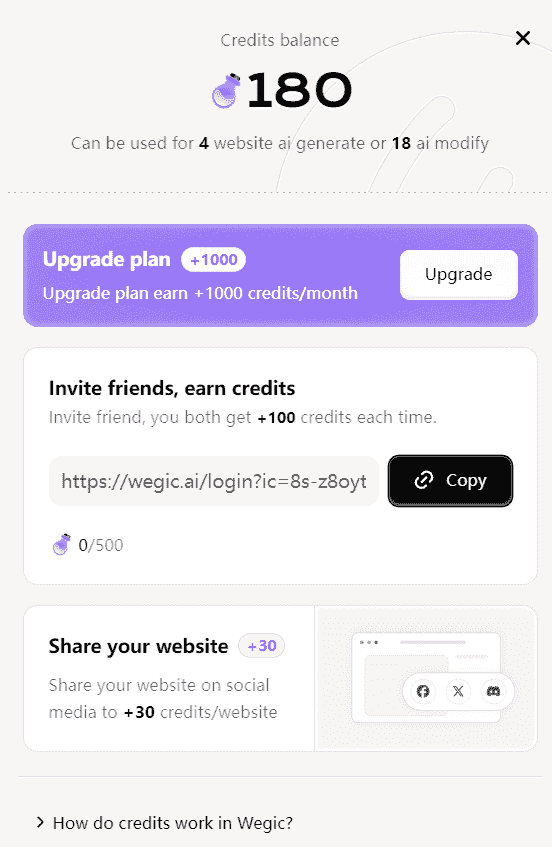 Credits balance
180
Can be used for 4 website ai generate or 18 ai modify
Upgrade plan +1000
Upgrade plan earn +1000 credits/month
Upgrade
Invite friends, earn credits
Invite friend, you both get +100 credits each time.
https://wegic.ai/login?ic=8s-z8oyt
Copy
0/500
Share your website +30
Share your website on social
media to +30 credits/website
How do credits work in Wegic?